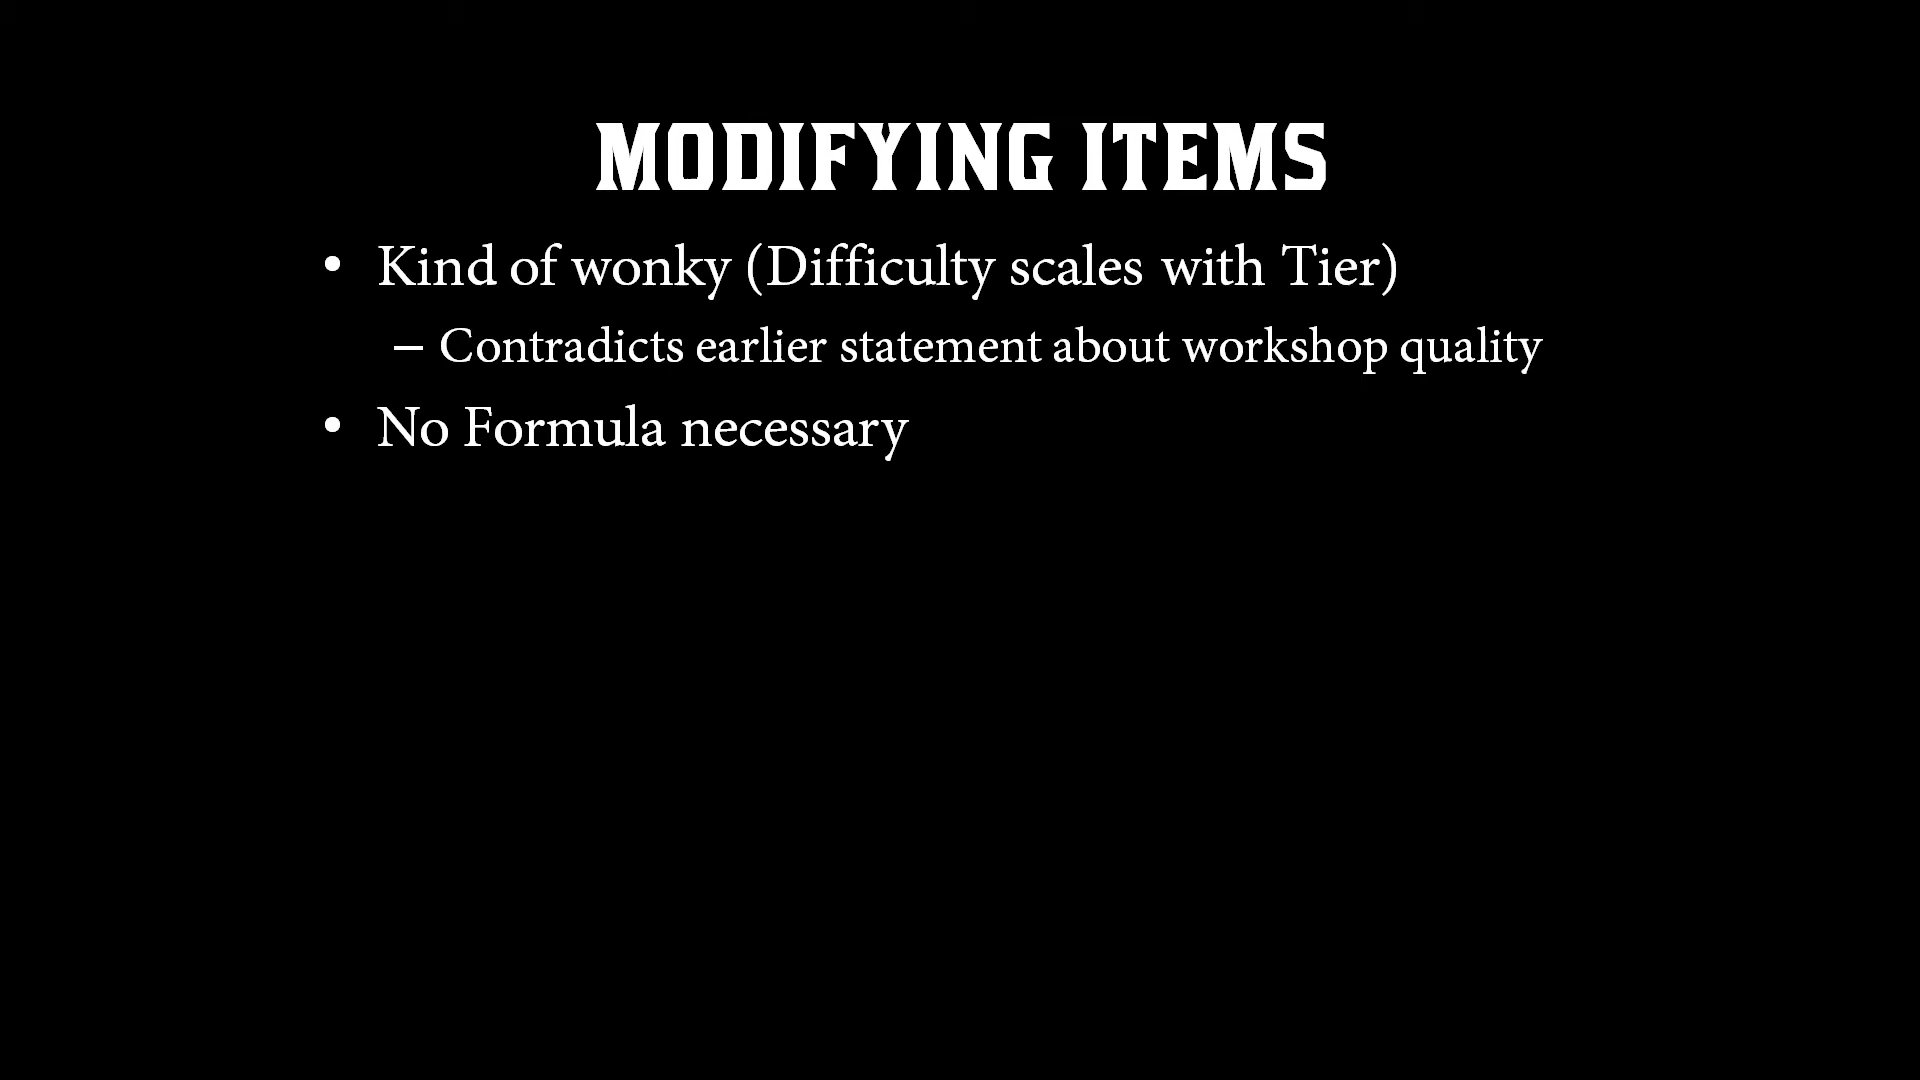 MODIFYING ITEMS
• Kind of wonky (Difficulty scales with Tier)
– Contradicts earlier statement about workshop quality
• No Formula necessary